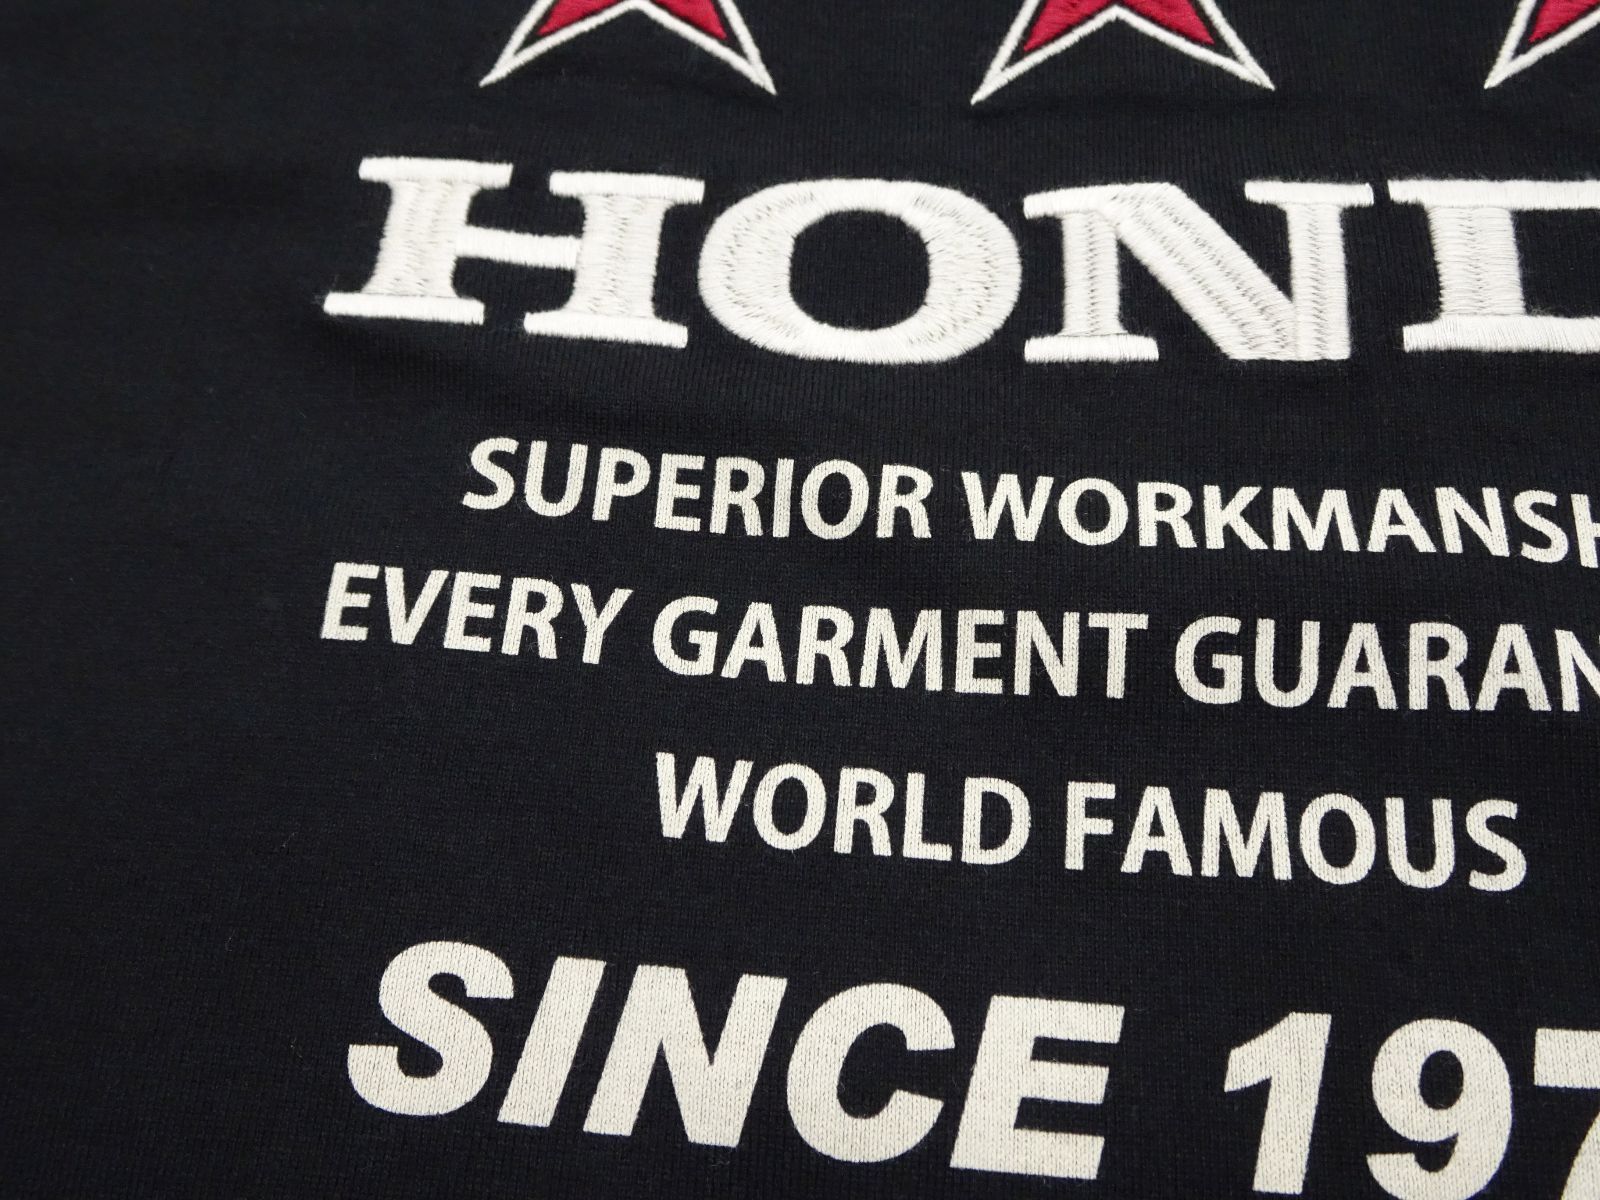 HOND
SUPERIOR WORKMANSH
EVERY GARMENT GUARAN
WORLD FAMOUS
SINCE 197